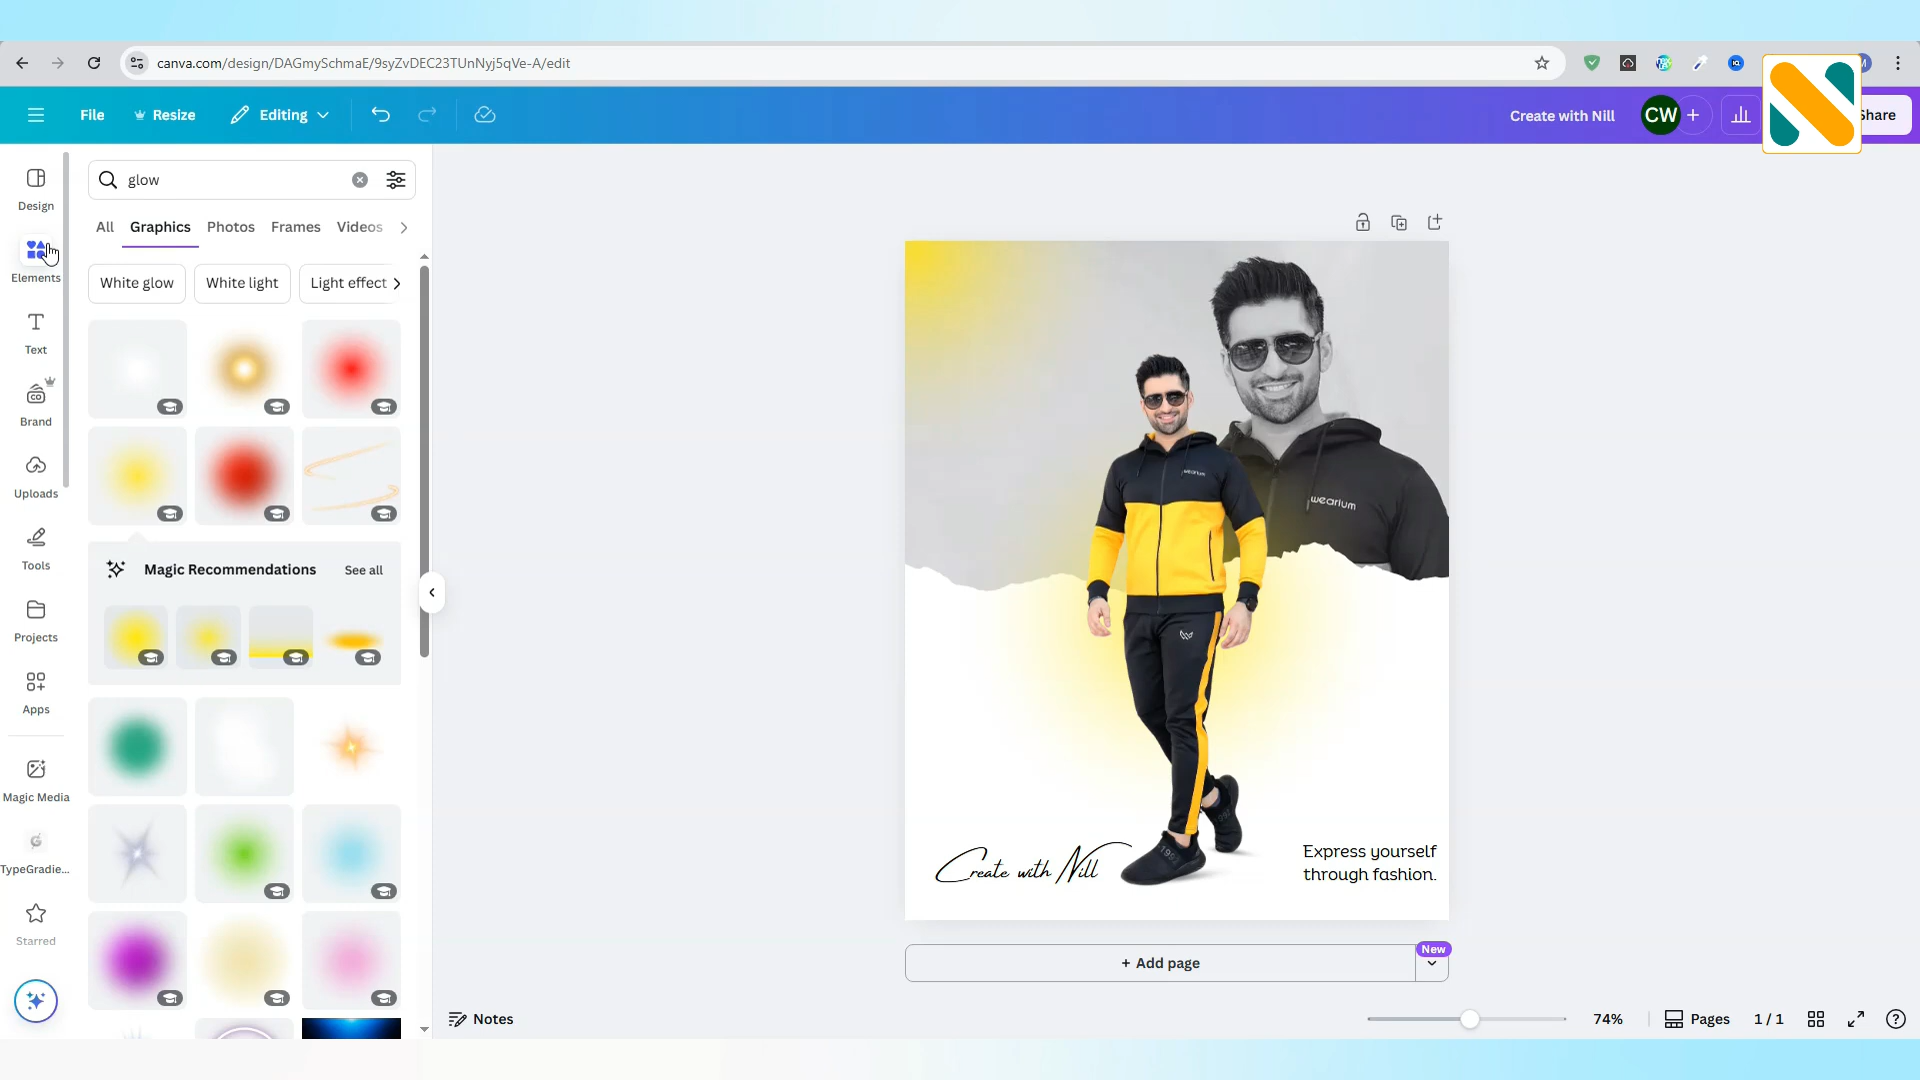 canva.com/design/DAGmySchmaE/9syZvDEC23TUnNyj5qVe-A/edit
File
Resize
Editing
Create with Nill
CW
Share
Design
Elements
Text
Brand
Uploads
Tools
Projects
Apps
Magic Media
TypeGradie...
Starred
glow
All Graphics Photos Frames Videos
White glow White light Light effect
Magic Recommendations See all
wearium
wearium
Create with Nill
Express yourself
through fashion.
+ Add page
New
Notes
74%
Pages
1 / 1